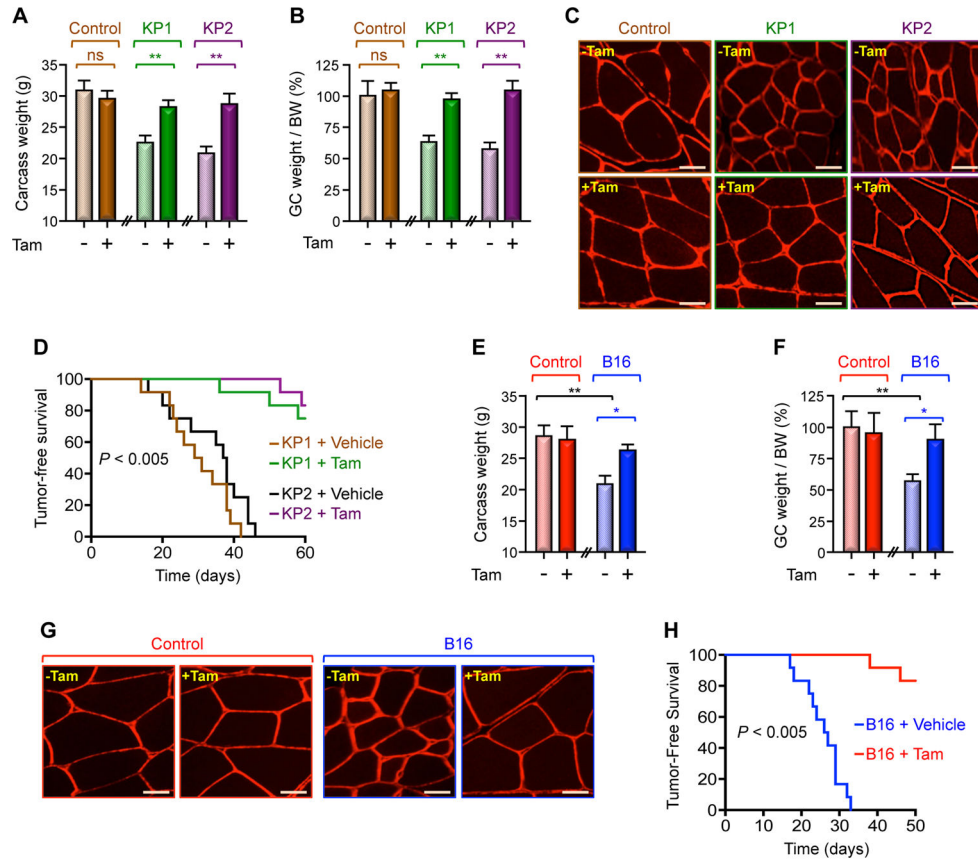 A
Control KP1 KP2
ns ** **
Carcass weight (g)
35
30
25
20
15
10
Tam - + - + - +
B
Control KP1 KP2
ns ** **
GC weight / BW (%)
125
100
75
50
0
Tam - + - + - +
C
Control KP1 KP2
-Tam -Tam -Tam
+Tam +Tam +Tam
D
Tumor-free survival
100
80
60
40
20
0
P < 0.005
KP1 + Vehicle
KP1 + Tam
KP2 + Vehicle
KP2 + Tam
0 20 40 60
Time (days)
E
Control B16
** *
Carcass weight (g)
35
31
27
22
15
10
Tam - + - +
F
Control B16
** *
GC weight / BW (%)
125
100
75
50
0
Tam - + - +
G
Control B16
-Tam +Tam -Tam +Tam
H
Tumor-Free Survival
100
80
60
40
20
0
P < 0.005
B16 + Vehicle
B16 + Tam
0 10 20 30 40 50
Time (days)